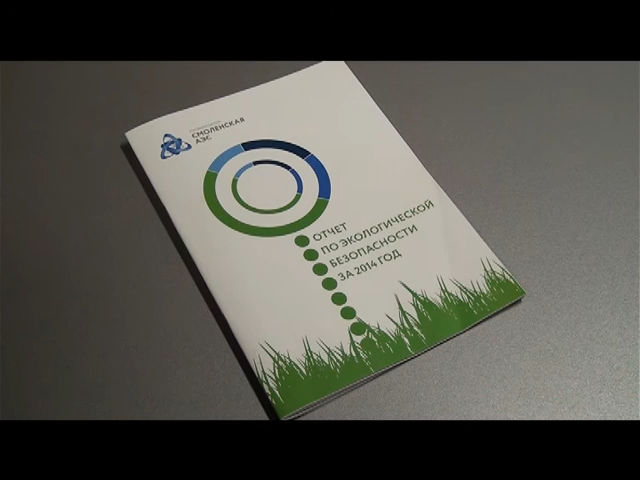 СМОЛЕНСКАЯ
АЭС
ОТЧЕТ
ПО ЭКОЛОГИЧЕСКОЙ
БЕЗОПАСНОСТИ
ЗА 2014 ГОД